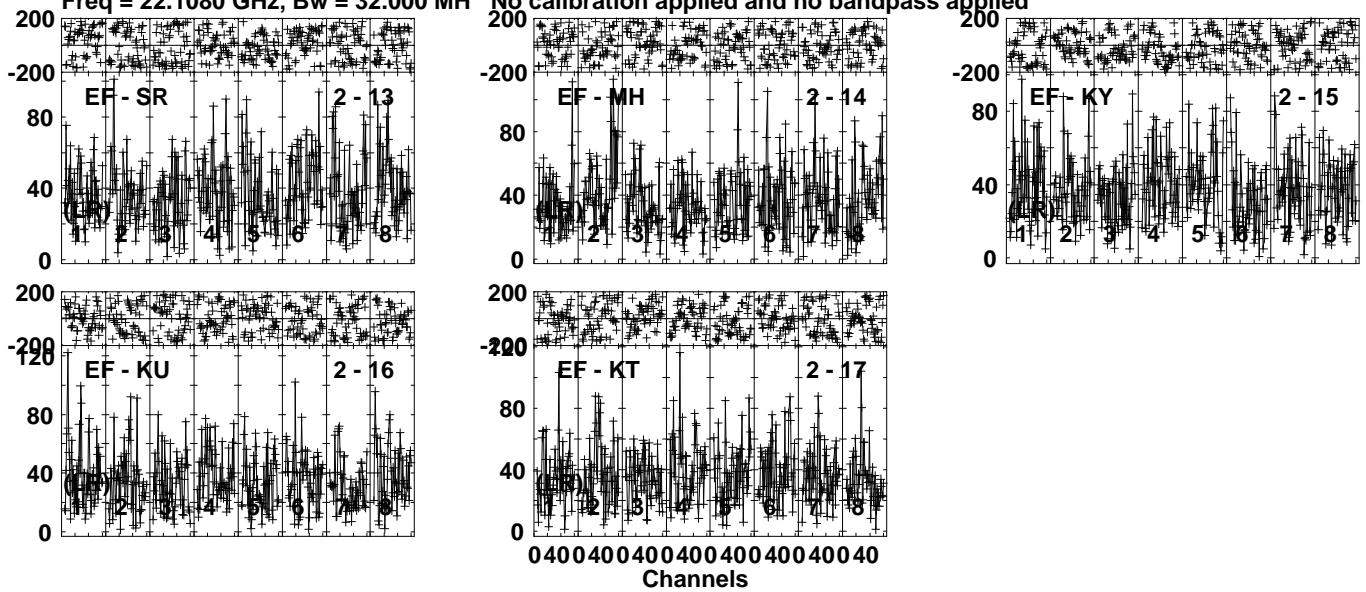 Freq = 22.1080 GHz, Bw = 32.000 MH No calibration applied and no bandpass applied
200
-200
EF - SR 2 - 13
80
40
0
(LR)
1 2 3 4 5 6 7 8
200
-200
EF - MH 2 - 14
80
40
0
(LR)
1 2 3 4 5 6 7 8
200
-200
EF - KY 2 - 15
80
40
0
(LR)
1 2 3 4 5 6 7 8
200
-200
120
EF - KU 2 - 16
80
40
0
(LR)
1 2 3 4 5 6 7 8
200
-200
120
EF - KT 2 - 17
80
40
0
(LR)
1 2 3 4 5 6 7 8
0 40 0 40 0 40 0 40 0 40 0 40 0 40 0 40
Channels